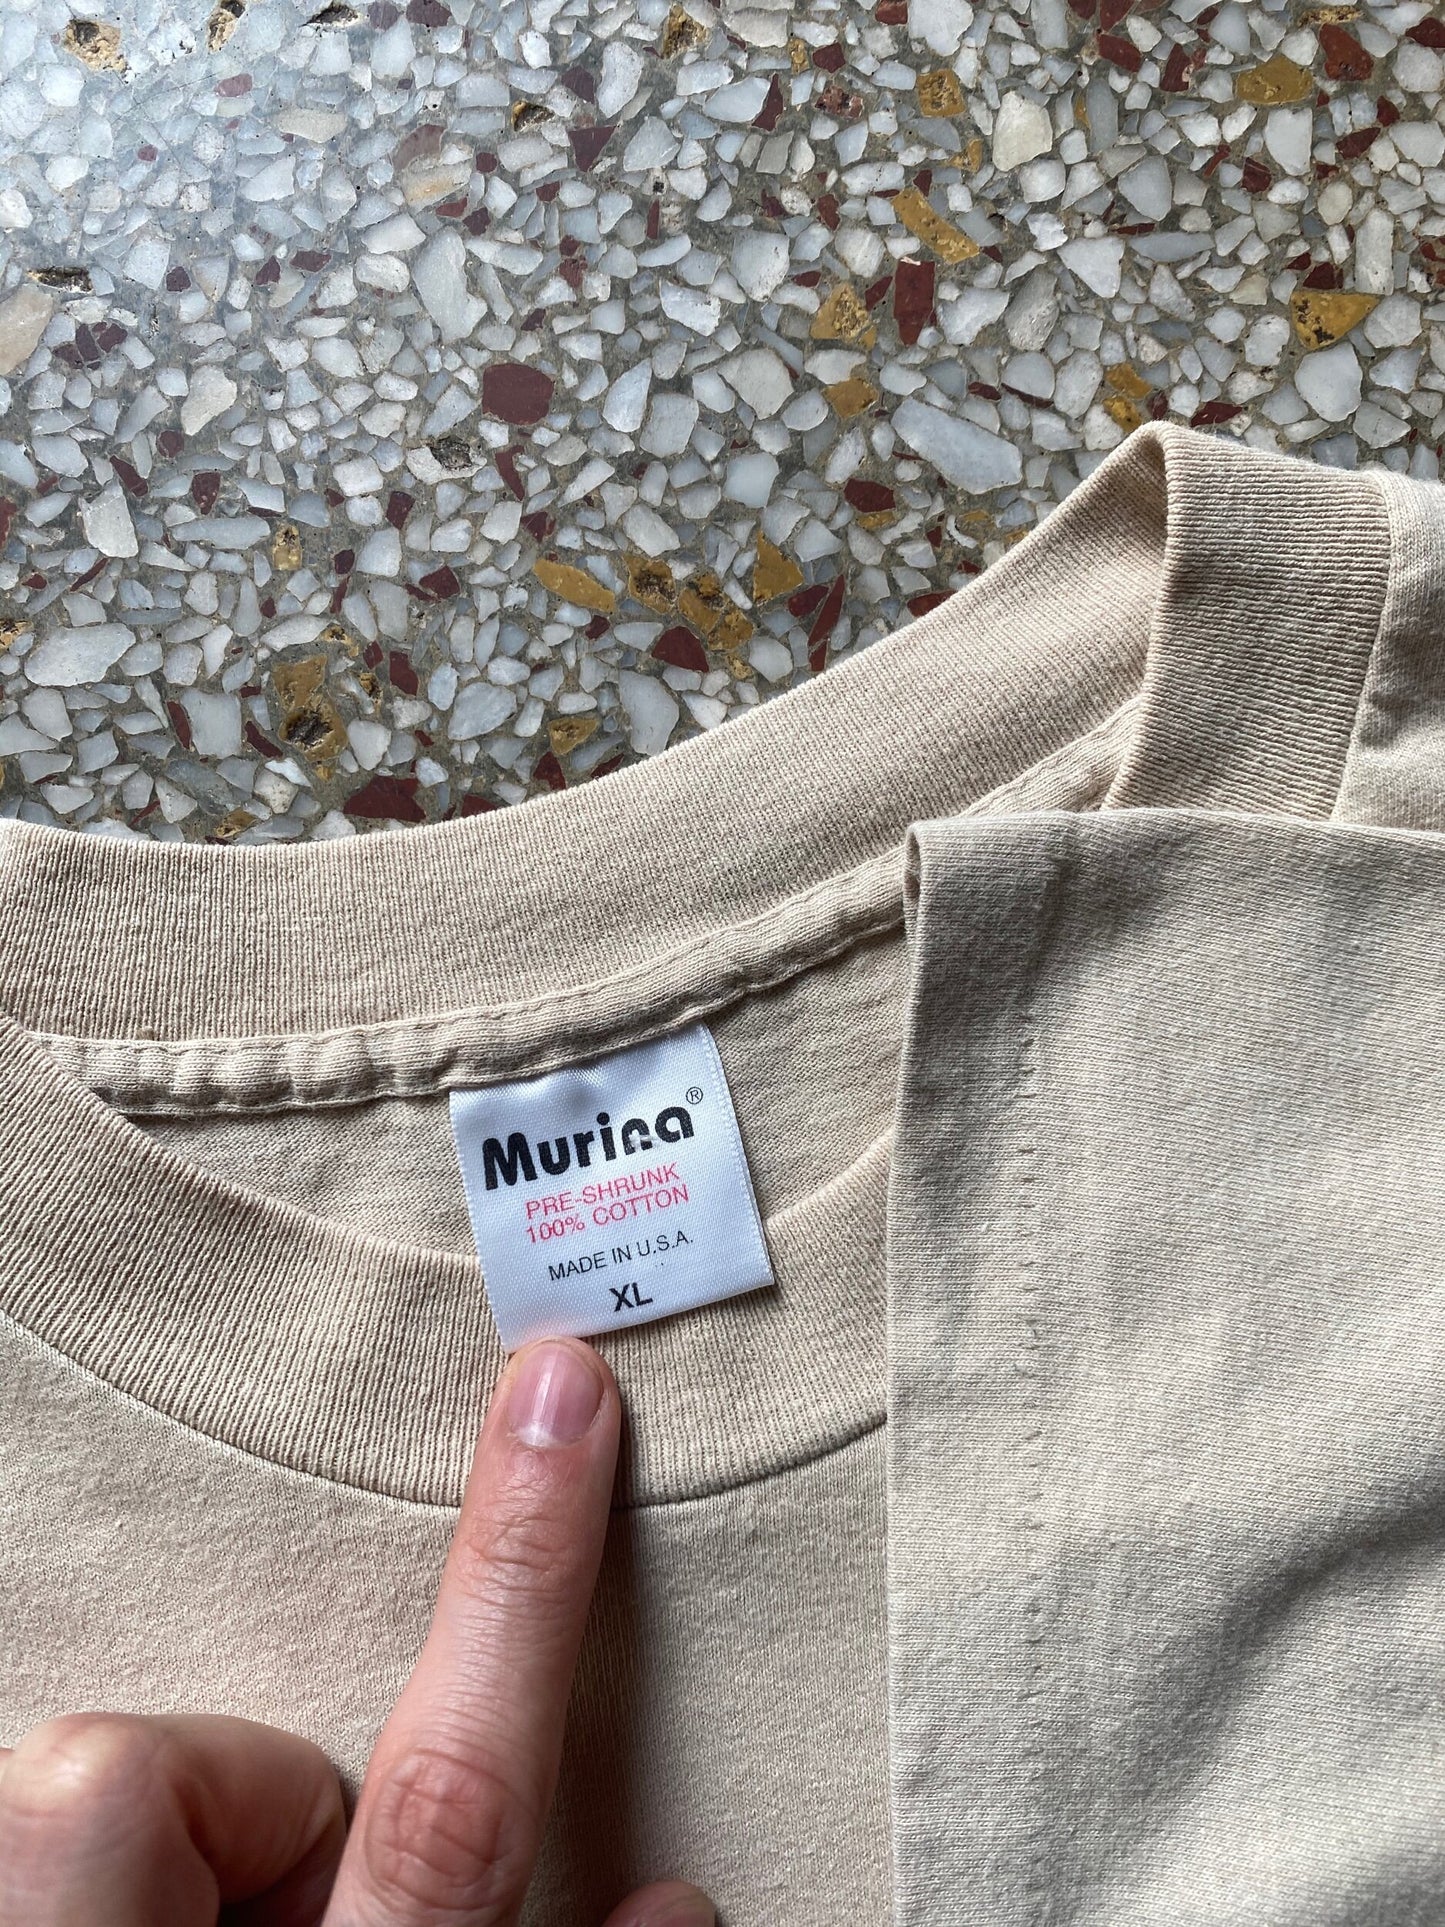 Murina®
PRE-SHRUNK
100% COTTON
MADE IN U.S.A.
XL